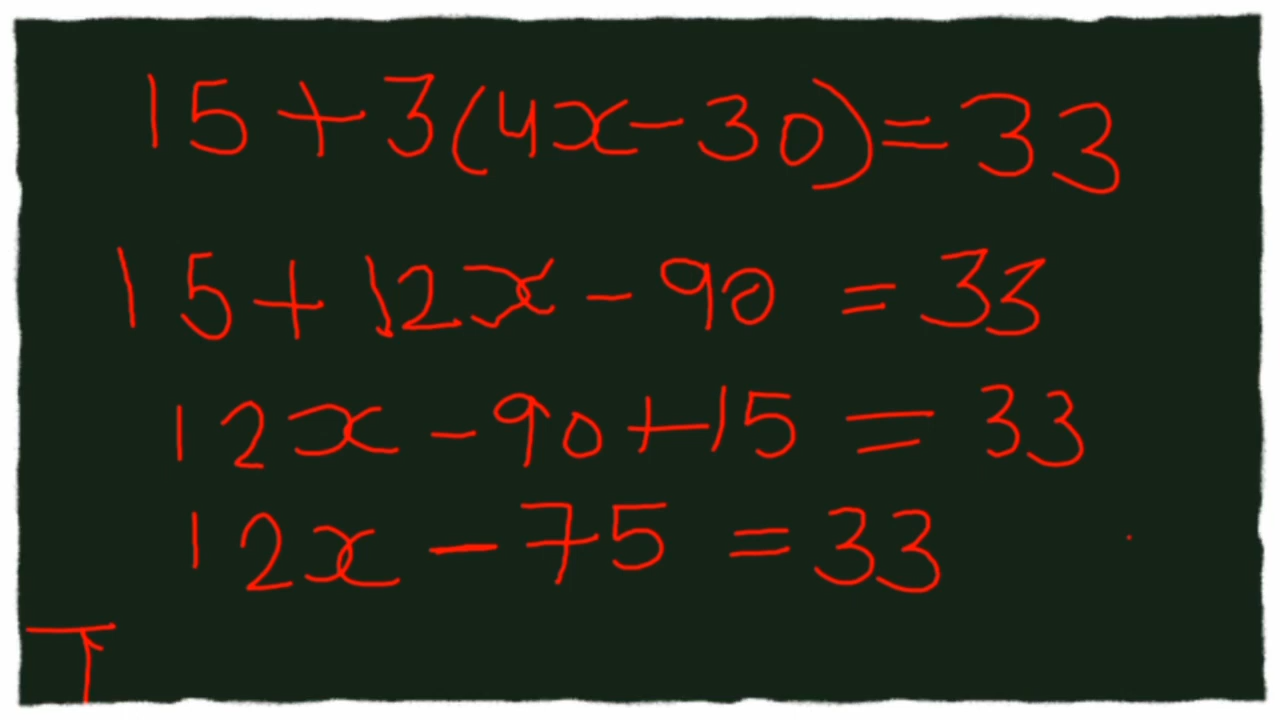 15+3(4x-30)=33
15+12x-90=33
12x-90+15=33
12x-75=33
T